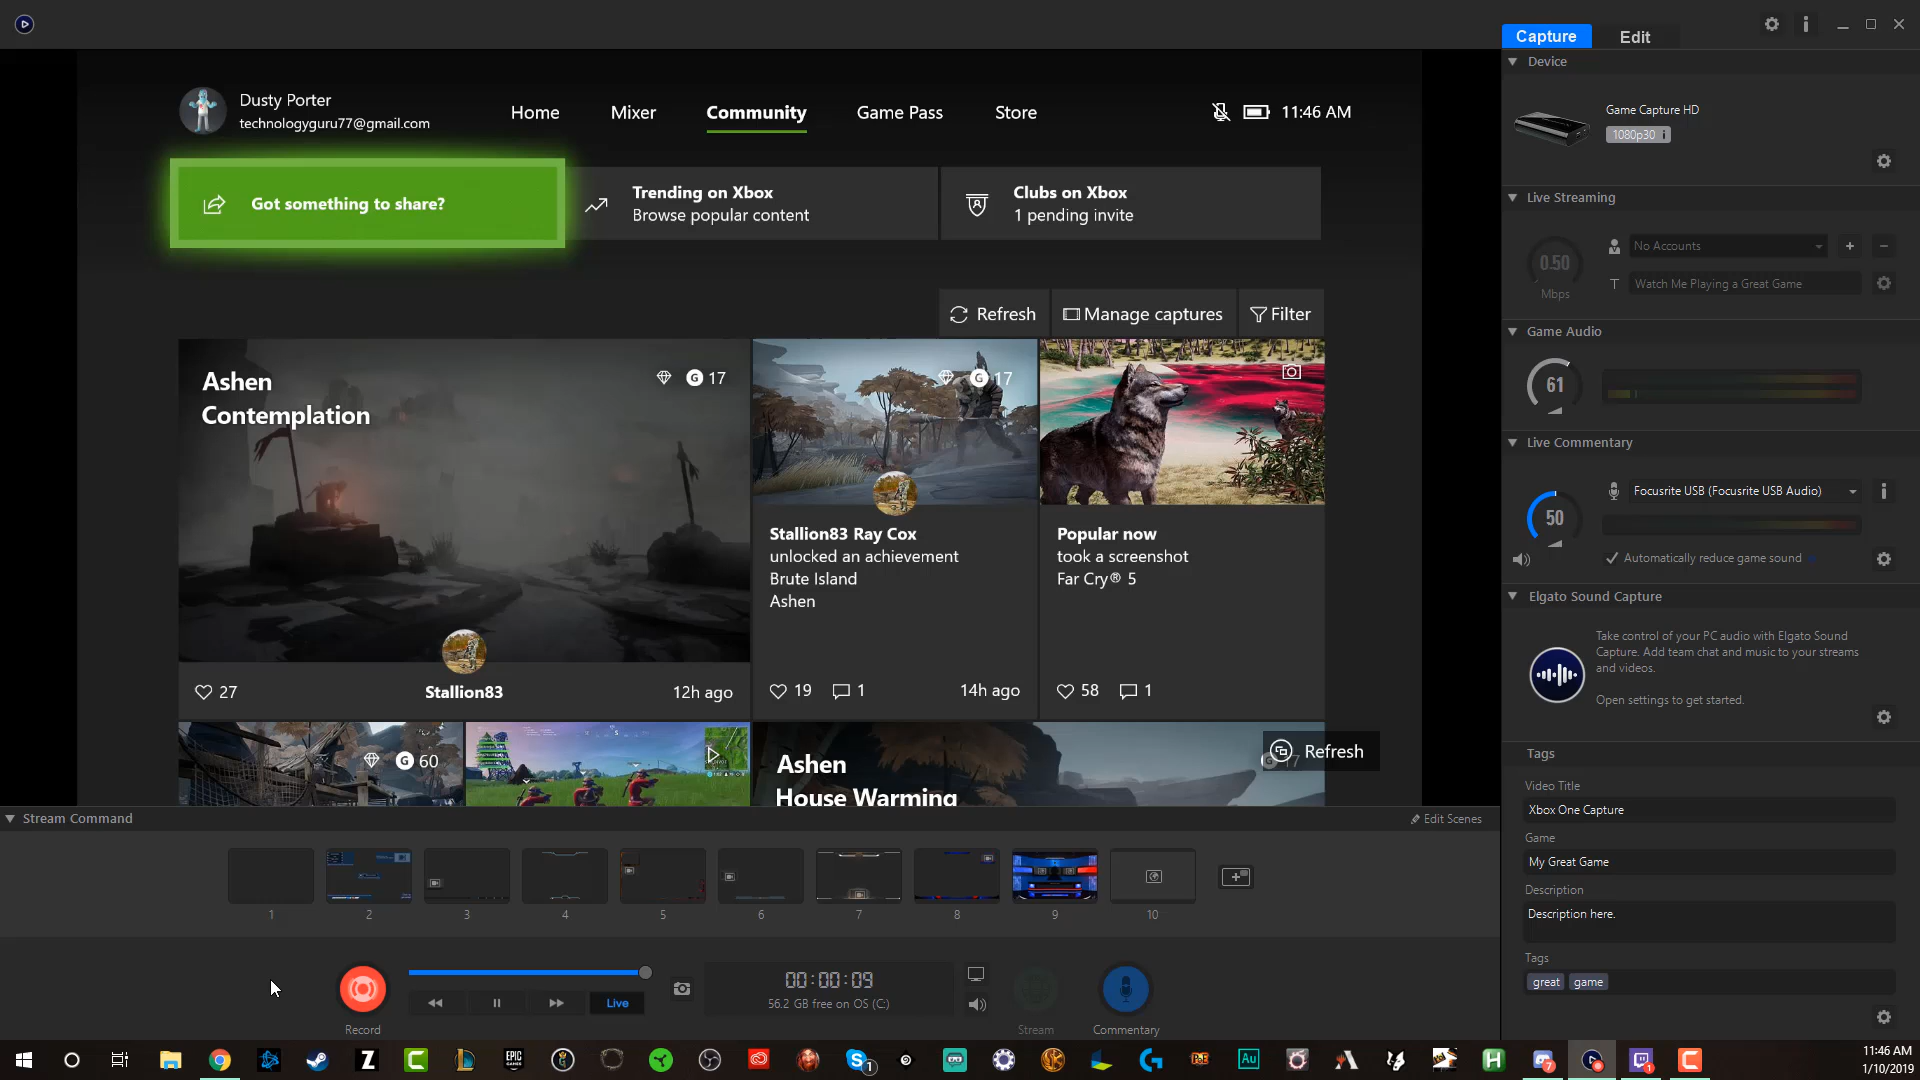 Capture
Edit
Dusty Porter
technologyguru77@gmail.com
Home
Mixer
Community
Game Pass
Store
11:46 AM
Got something to share?
Trending on Xbox
Browse popular content
Clubs on Xbox
1 pending invite
Refresh
Manage captures
Filter
Ashen
Contemplation
G 17
27
Stallion83
12h ago
G 17
Stallion83 Ray Cox
unlocked an achievement
Brute Island
Ashen
19
1
14h ago
Popular now
took a screenshot
Far Cry® 5
58
1
G 60
Ashen
House Warming
Refresh
Device
Game Capture HD
1080p30 i
Live Streaming
0.50
Mbps
No Accounts
T
Watch Me Playing a Great Game
Game Audio
61
Live Commentary
50
Focusrite USB (Focusrite USB Audio)
Automatically reduce game sound
Elgato Sound Capture
Take control of your PC audio with Elgato Sound
Capture. Add team chat and music to your streams
and videos.
Open settings to get started.
Tags
Video Title
Xbox One Capture
Game
My Great Game
Description
Description here.
Tags
great
game
Stream Command
Edit Scenes
1
2
3
4
5
6
7
8
9
10
Record
Live
00:00:09
56.2 GB free on OS (C:)
Stream
Commentary
EPIC
GAMES
Au
11:46 AM
1/10/2019